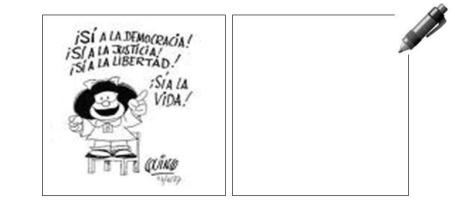 ¡SÍ A LA DEMOCRACIA!
¡SÍ A LA JUSTICIA!
¡SÍ A LA LIBERTAD!
¡SÍ A LA
VIDA!
QUINO